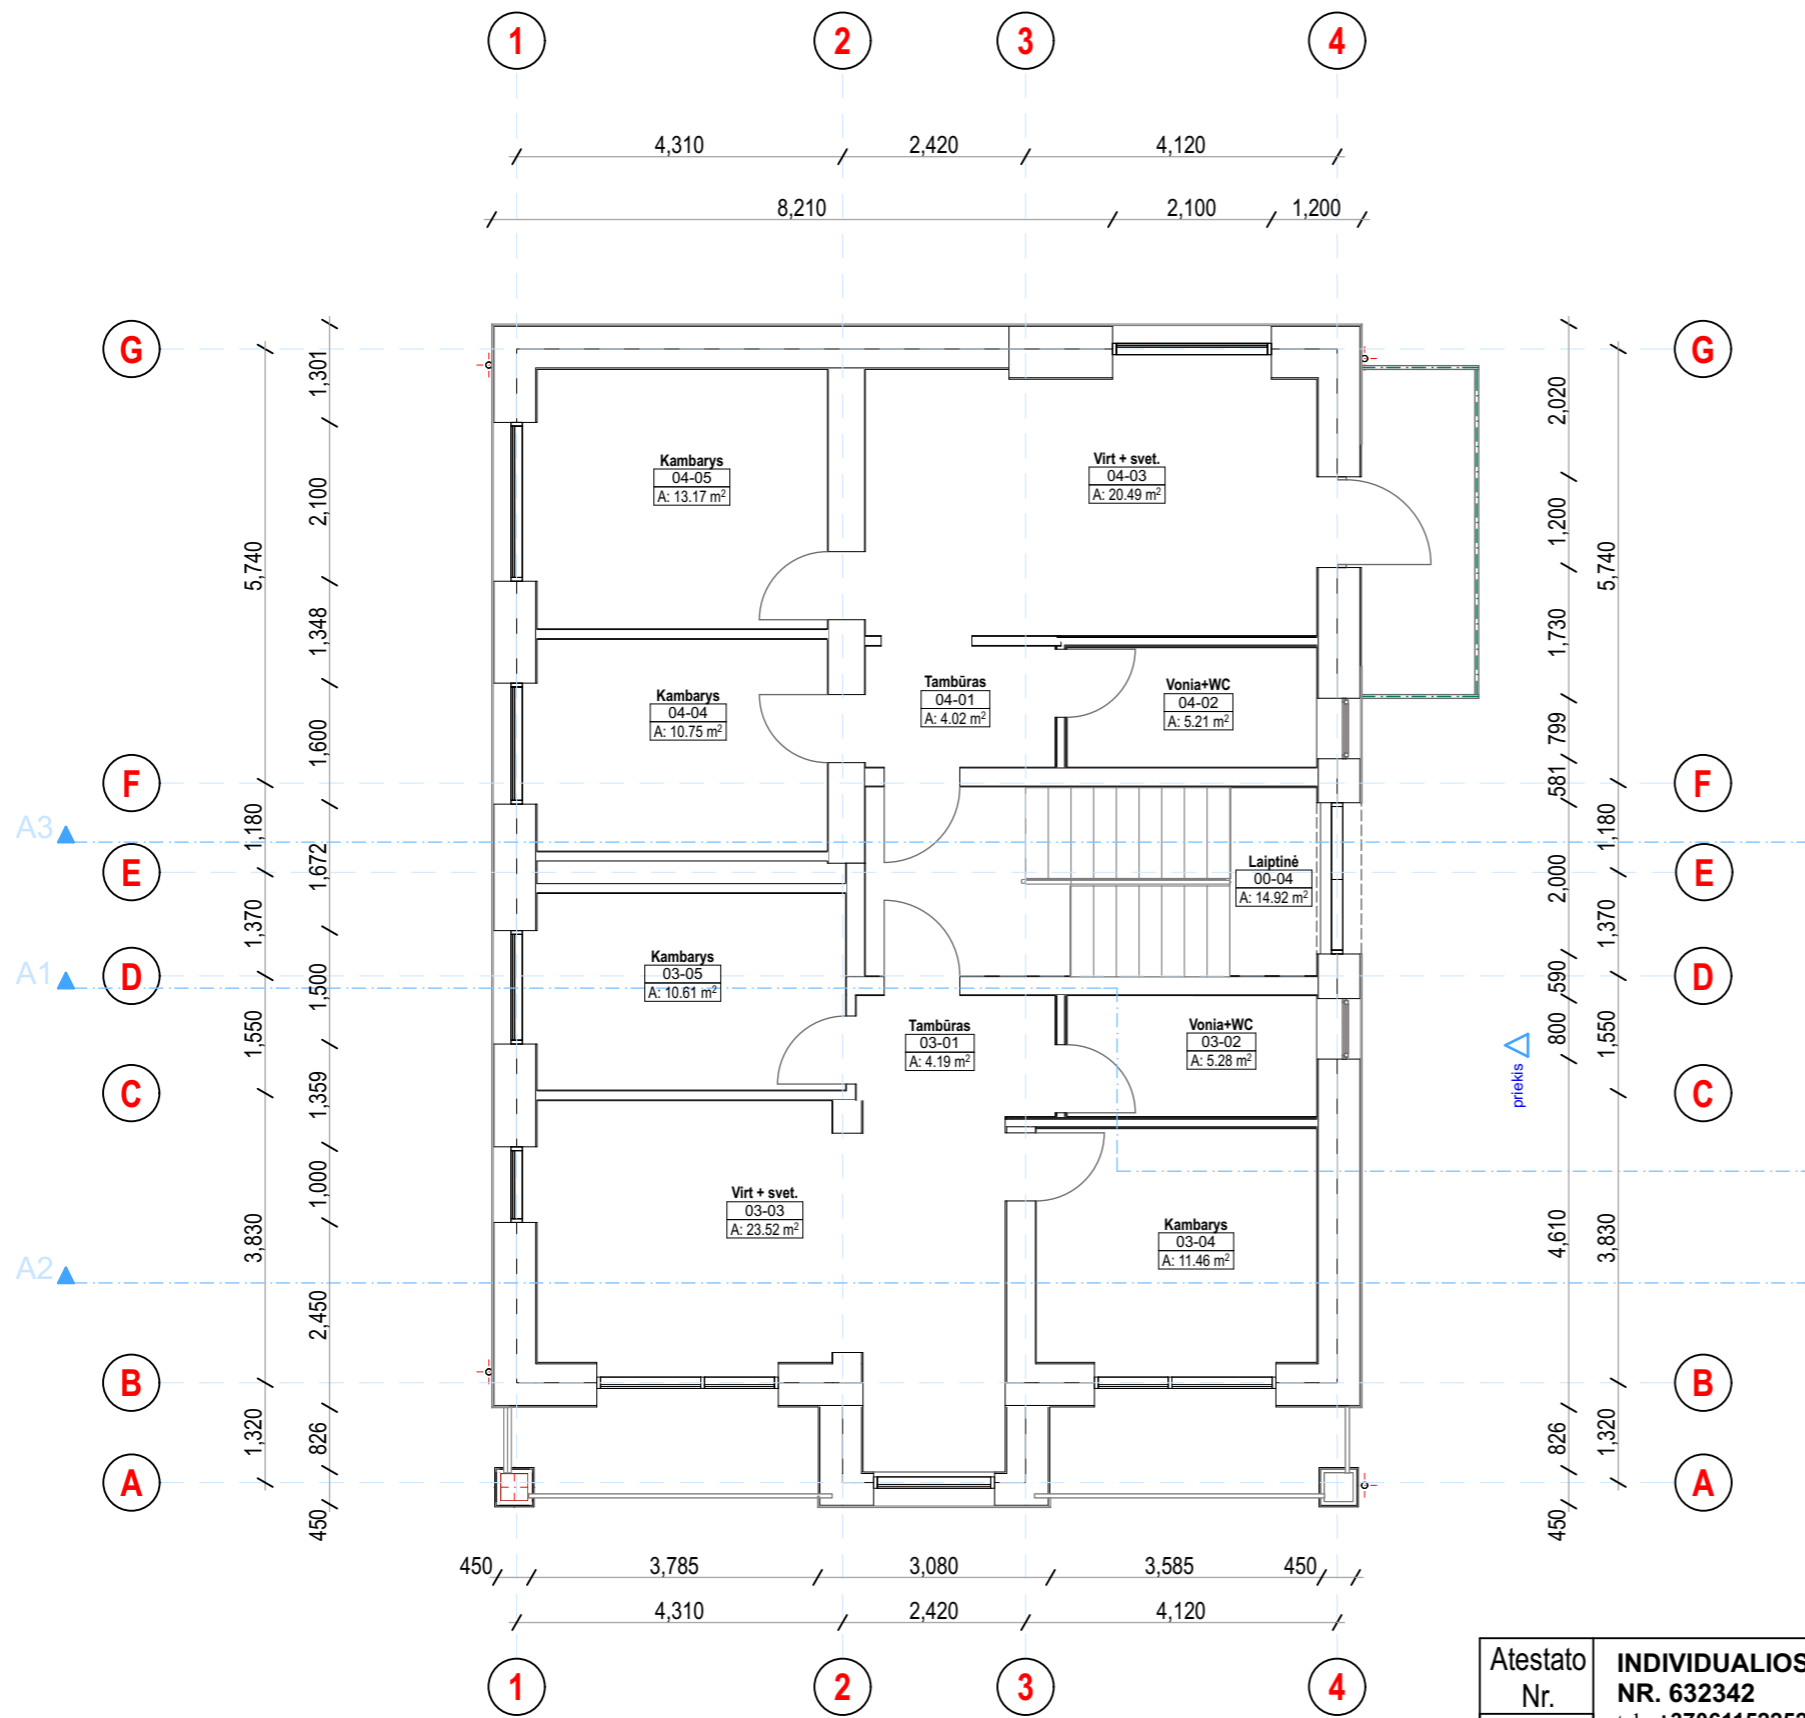 1 2 3 4
4,310 2,420 4,120
8,210 2,100 1,200
G G
1,301
2,100
1,348
1,600
1,672
1,500
1,359
1,000
2,450
826
450
5,740
1,180
1,370
1,550
3,830
1,320
2,020
1,200
1,730
799
581
2,000
590
800
4,610
826
450
5,740
1,180
1,370
1,550
3,830
1,320
Kambarys
04-05
A: 13.17 m²
Virt + svet.
04-03
A: 20.49 m²
Kambarys
04-04
A: 10.75 m²
Tambūras
04-01
A: 4.02 m²
Vonia+WC
04-02
A: 5.21 m²
F F
A3
E E
Laiptinė
00-04
A: 14.92 m²
Kambarys
03-05
A: 10.61 m²
A1
D D
Tambūras
03-01
A: 4.19 m²
Vonia+WC
03-02
A: 5.28 m²
priekis
C C
Virt + svet.
03-03
A: 23.52 m²
Kambarys
03-04
A: 11.46 m²
A2
B B
A A
450 3,785 3,080 3,585 450
4,310 2,420 4,120
1 2 3 4
Atestato
Nr.
INDIVIDUALIOS
NR. 632342